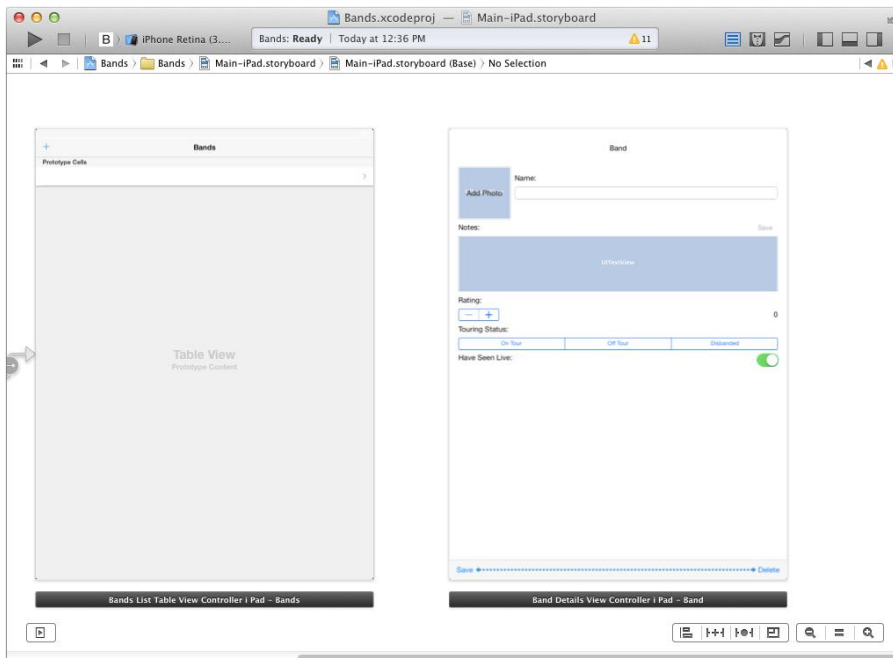 Bands.xcodeproj — Main-iPad.storyboard
B iPhone Retina (3.... Bands: Ready | Today at 12:36 PM 11
Bands Bands Main-iPad.storyboard Main-iPad.storyboard (Base) No Selection
+ Bands
Prototype Cells
Table View
Prototype Content
Bands List Table View Controller i Pad - Bands
Band
Add Photo
Name:
Notes: Save
UITextView
Rating:
− + 0
Touring Status:
On Tour Off Tour Disbanded
Have Seen Live:
Save Delete
Band Details View Controller i Pad - Band